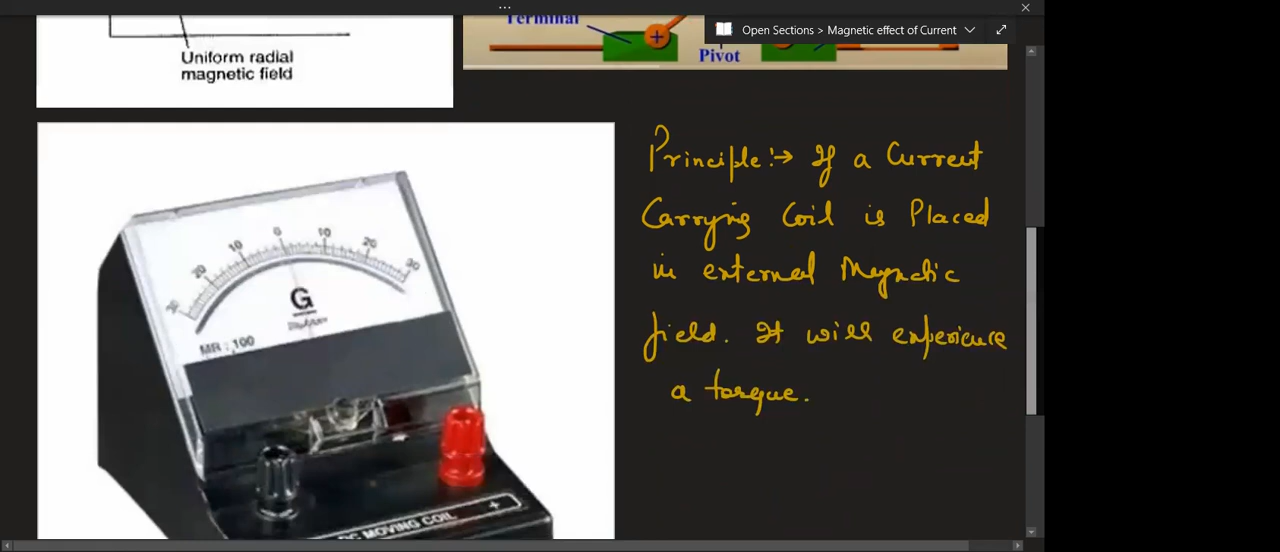 Terminal
Open Sections > Magnetic effect of Current
Pivot
Uniform radial
magnetic field
30 20 10 0 10 20 30
G
MR : 100
DC MOVING COIL +
Principle :→ If a Current
Carrying Coil is Placed
in external Magnetic
field. It will experience
a torque.